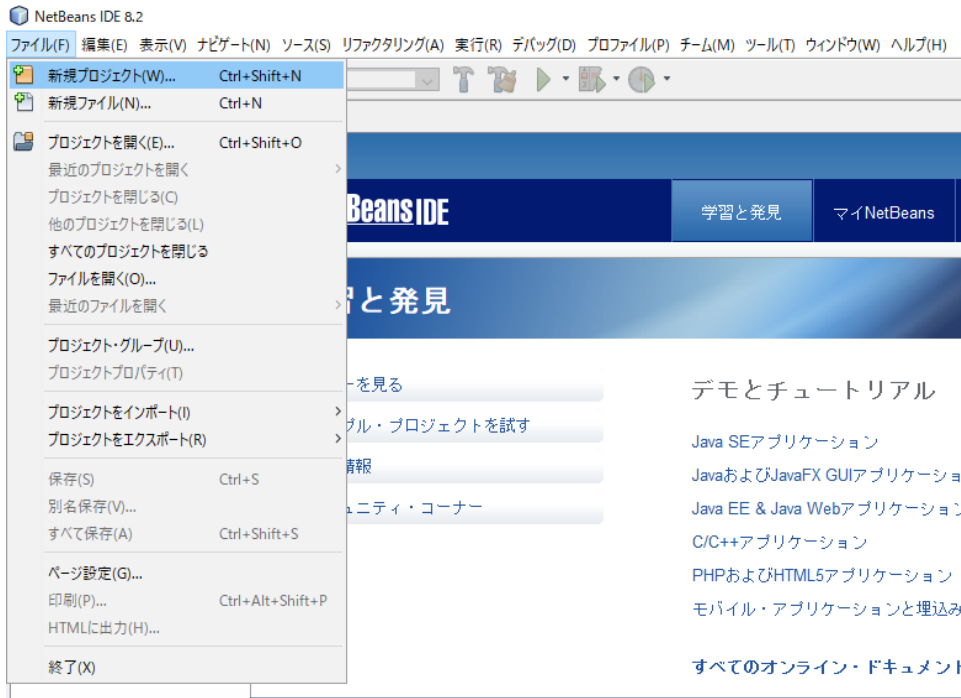 NetBeans IDE 8.2
ファイル(F) 編集(E) 表示(V) ナビゲート(N) ソース(S) リファクタリング(A) 実行(R) デバッグ(D) プロファイル(P) チーム(M) ツール(T) ウィンドウ(W) ヘルプ(H)
新規プロジェクト(W)... Ctrl+Shift+N
新規ファイル(N)... Ctrl+N
プロジェクトを開く(E)... Ctrl+Shift+O
最近のプロジェクトを開く
プロジェクトを閉じる(C)
他のプロジェクトを閉じる(L)
すべてのプロジェクトを閉じる
ファイルを開く(O)...
最近のファイルを開く
プロジェクト・グループ(U)...
プロジェクトプロパティ(T)
プロジェクトをインポート(I)
プロジェクトをエクスポート(R)
保存(S) Ctrl+S
別名保存(V)...
すべて保存(A) Ctrl+Shift+S
ページ設定(G)...
印刷(P)... Ctrl+Alt+Shift+P
HTMLに出力(H)...
終了(X)
Beans IDE
学習と発見
マイNetBeans
と発見
ーを見る
プル・プロジェクトを試す
情報
ュニティ・コーナー
デモとチュートリアル
Java SEアプリケーション
JavaおよびJavaFX GUIアプリケーショ
Java EE & Java Webアプリケーション
C/C++アプリケーション
PHPおよびHTML5アプリケーション
モバイル・アプリケーションと埋込み
すべてのオンライン・ドキュメント